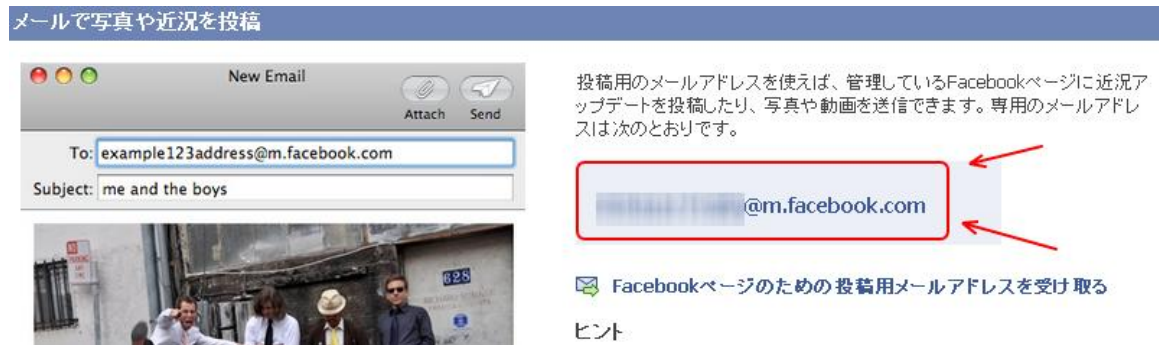 メールで写真や近況を投稿
New Email
Attach
Send
To: example123address@m.facebook.com
Subject: me and the boys
628
投稿用のメールアドレスを使えば、管理しているFacebookページに近況ア
ップデートを投稿したり、写真や動画を送信できます。専用のメールアドレ
スは次のとおりです。
@m.facebook.com
Facebookページのための投稿用メールアドレスを受け取る
ヒント